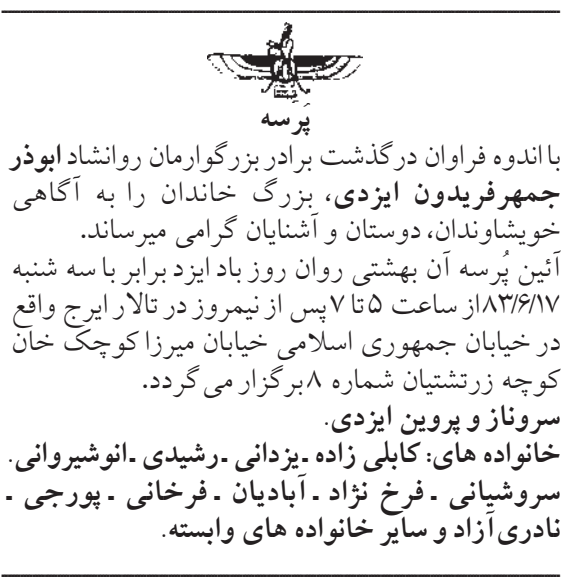 پُرسه
با اندوه فراوان درگذشت برادر بزرگوارمان روانشاد ابوذر
جمهرفریدون ایزدی، بزرگ خاندان را به آگاهی
خویشاوندان، دوستان و آشنایان گرامی میرساند.
آئین پُرسه آن بهشتی روان روز باد ایزد برابر با سه شنبه
۸۳/۶/۱۷از ساعت ۵ تا ۷ پس از نیمروز در تالار ایرج واقع
در خیابان جمهوری اسلامی خیابان میرزا کوچک خان
کوچه زرتشتیان شماره ۸ برگزار می گردد.
سروناز و پروین ایزدی.
خانواده های: کابلی زاده ـ یزدانی ـ رشیدی ـ انوشیروانی.
سروشیانی ـ فرخ نژاد ـ آبادیان ـ فرخانی ـ پورجی ـ
نادری آزاد و سایر خانواده های وابسته.